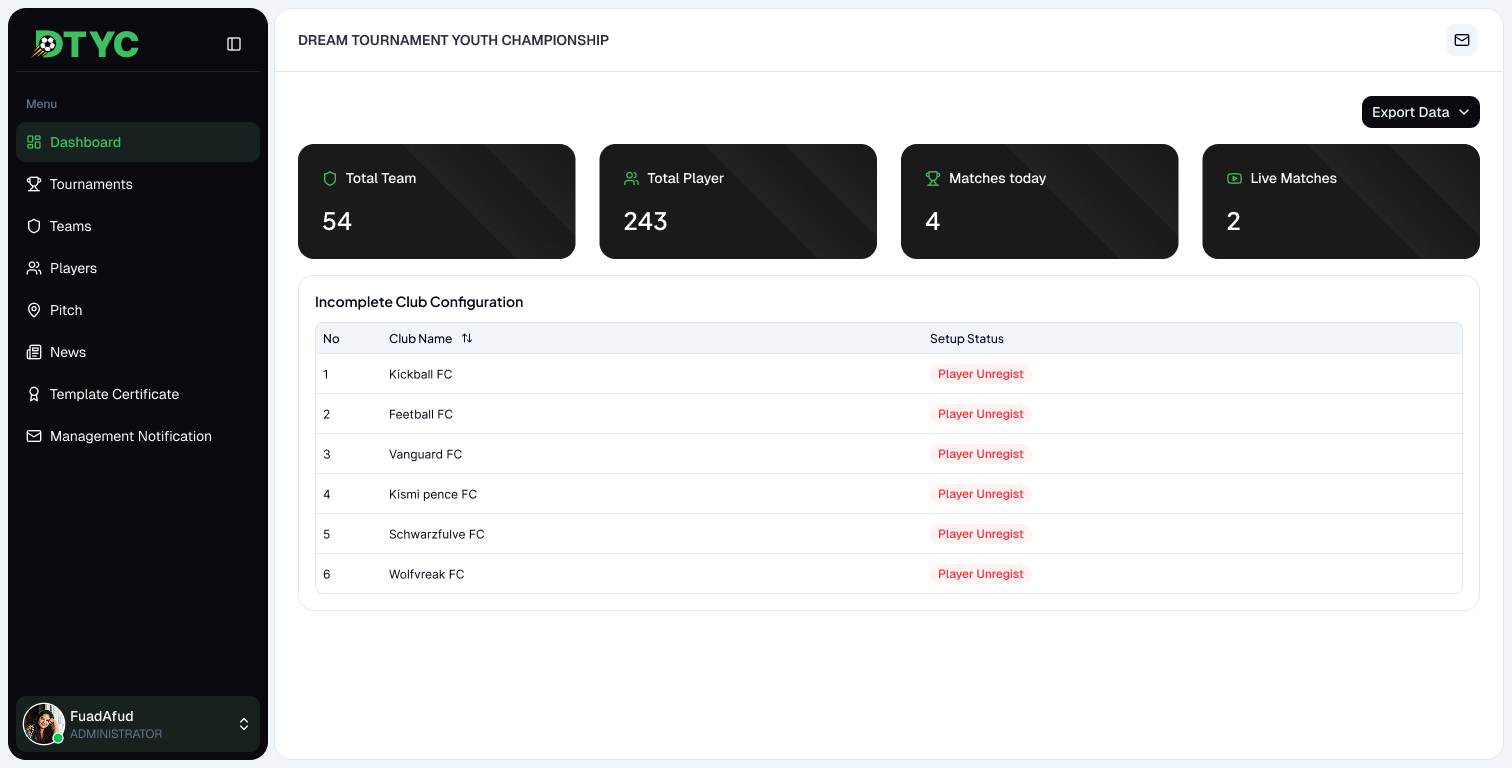 DTYC
DREAM TOURNAMENT YOUTH CHAMPIONSHIP
Menu
Dashboard
Tournaments
Teams
Players
Pitch
News
Template Certificate
Management Notification
FuadAfud
ADMINISTRATOR
Export Data
Total Team
54
Total Player
243
Matches today
4
Live Matches
2
Incomplete Club Configuration
No Club Name Setup Status
1 Kickball FC Player Unregist
2 Feetball FC Player Unregist
3 Vanguard FC Player Unregist
4 Kismi pence FC Player Unregist
5 Schwarzfulve FC Player Unregist
6 Wolfvreak FC Player Unregist